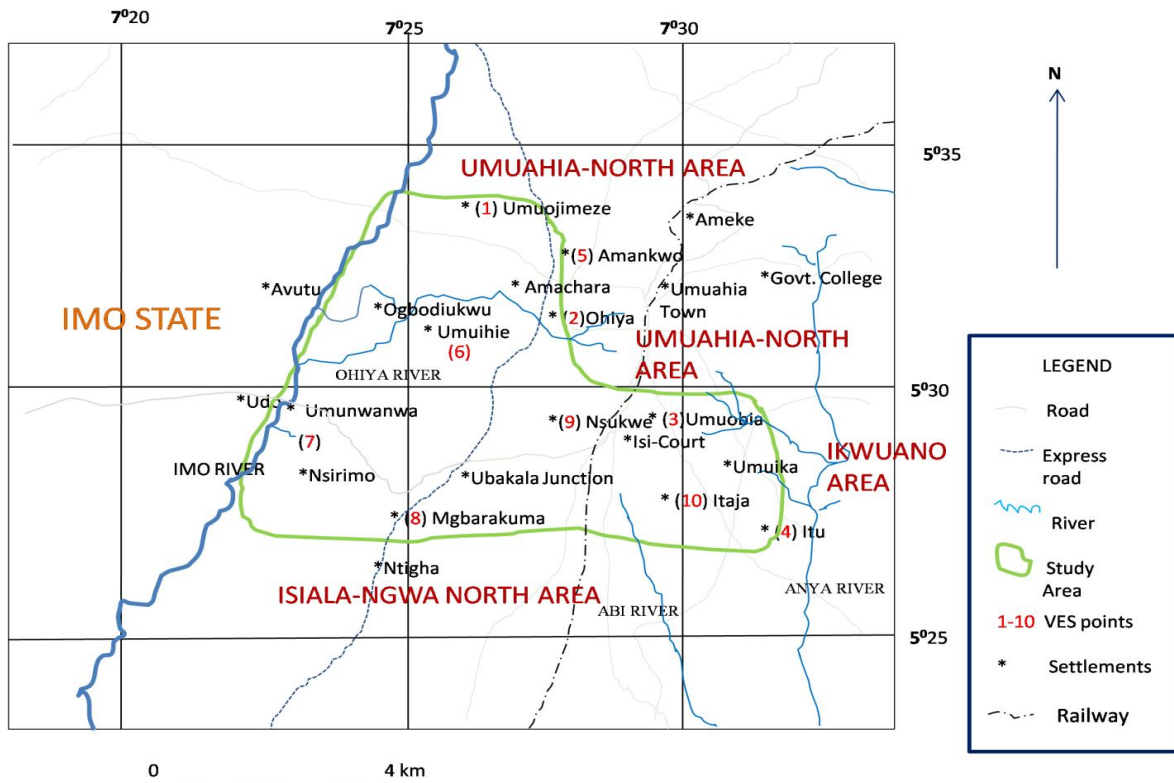 7⁰20
7⁰25
7⁰30
N
5⁰35
UMUAHIA-NORTH AREA
* (1) Umuojimeze
*Ameke
*(5) Amankwo
*Govt. College
*Avutu
*Amachara
*Umuahia
Town
IMO STATE
*Ogbodiukwu
* (2)Ohiya
* Umuihie
(6)
UMUAHIA-NORTH
AREA
OHIYA RIVER
5⁰30
*Udo
* Umunwanwa
(7)
*(9) Nsukwe
* (3)Umuobia
*Isi-Court
IKWUANO
AREA
IMO RIVER
*Nsirimo
*Ubakala Junction
*Umuika
* (10) Itaja
* (8) Mgbarakuma
* (4) Itu
*Ntigha
ISIALA-NGWA NORTH AREA
ABI RIVER
ANYA RIVER
5⁰25
0 4 km
LEGEND
Road
Express
road
River
Study
Area
1-10 VES points
* Settlements
Railway